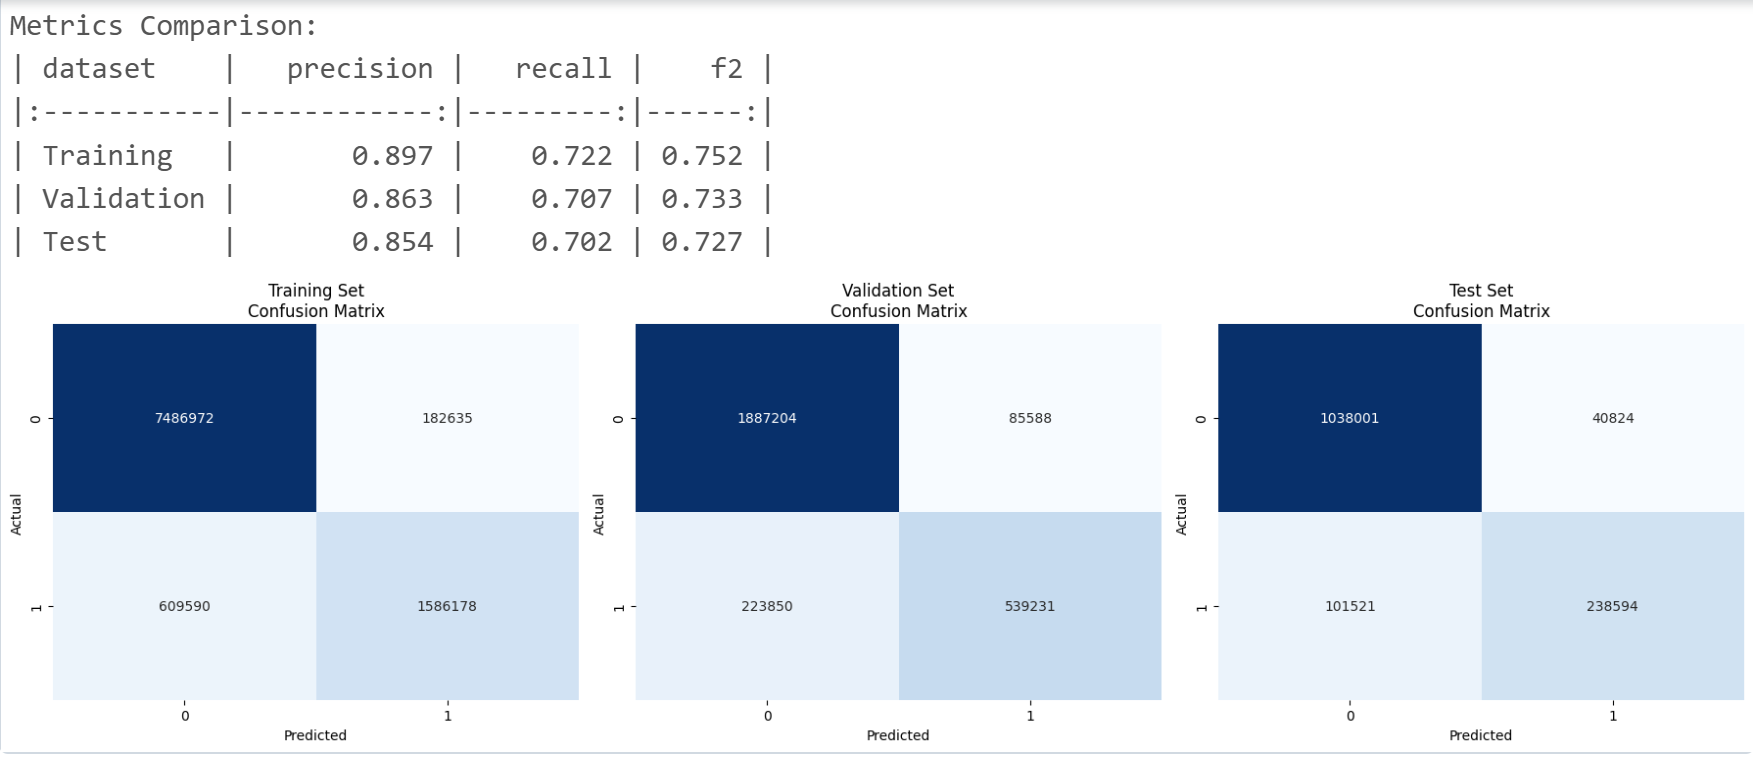 Metrics Comparison:
| dataset    |   precision |   recall |    f2 |
|:-----------|------------:|---------:|------:|
| Training   |       0.897 |    0.722 | 0.752 |
| Validation |       0.863 |    0.707 | 0.733 |
| Test       |       0.854 |    0.702 | 0.727 |
Training Set
Confusion Matrix
Actual
0
7486972
182635
1
609590
1586178
0
1
Predicted
Validation Set
Confusion Matrix
Actual
0
1887204
85588
1
223850
539231
0
1
Predicted
Test Set
Confusion Matrix
Actual
0
1038001
40824
1
101521
238594
0
1
Predicted